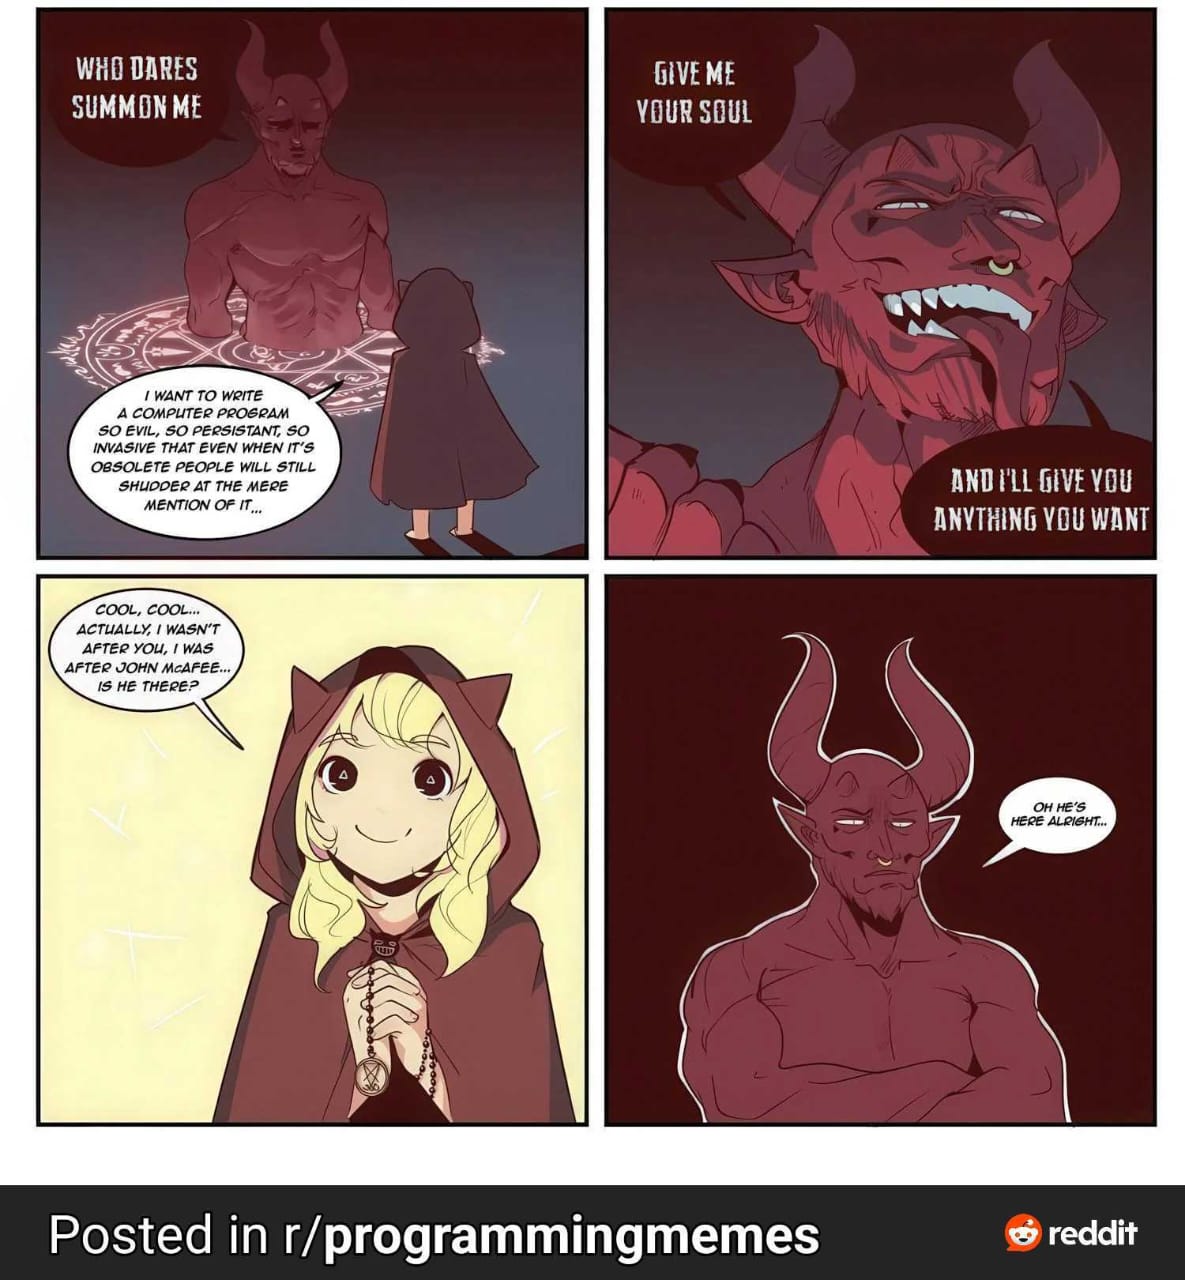 WHO DARES
SUMMON ME
I WANT TO WRITE
A COMPUTER PROGRAM
SO EVIL, SO PERSISTANT, SO
INVASIVE THAT EVEN WHEN IT'S
OBSOLETE PEOPLE WILL STILL
SHUDDER AT THE MERE
MENTION OF IT...
GIVE ME
YOUR SOUL
AND I'LL GIVE YOU
ANYTHING YOU WANT
COOL, COOL...
ACTUALLY, I WASN'T
AFTER YOU, I WAS
AFTER JOHN McAFEE...
IS HE THERE?
OH HE'S
HERE ALRIGHT...
Posted in r/programmingmemes
reddit